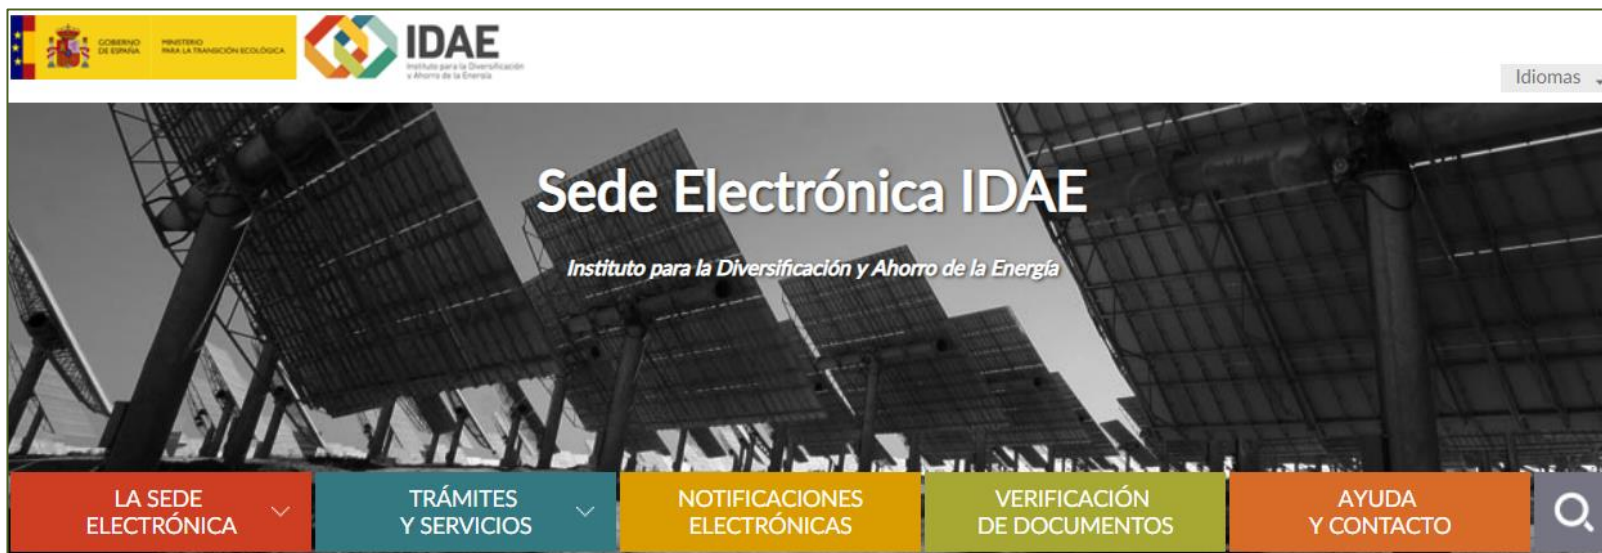 GOBIERNO
DE ESPAÑA
MINISTERIO
PARA LA TRANSICIÓN ECOLÓGICA
IDAE
Instituto para la Diversificación
y Ahorro de la Energía
Idiomas
Sede Electrónica IDAE
Instituto para la Diversificación y Ahorro de la Energía
LA SEDE
ELECTRÓNICA
TRÁMITES
Y SERVICIOS
NOTIFICACIONES
ELECTRÓNICAS
VERIFICACIÓN
DE DOCUMENTOS
AYUDA
Y CONTACTO